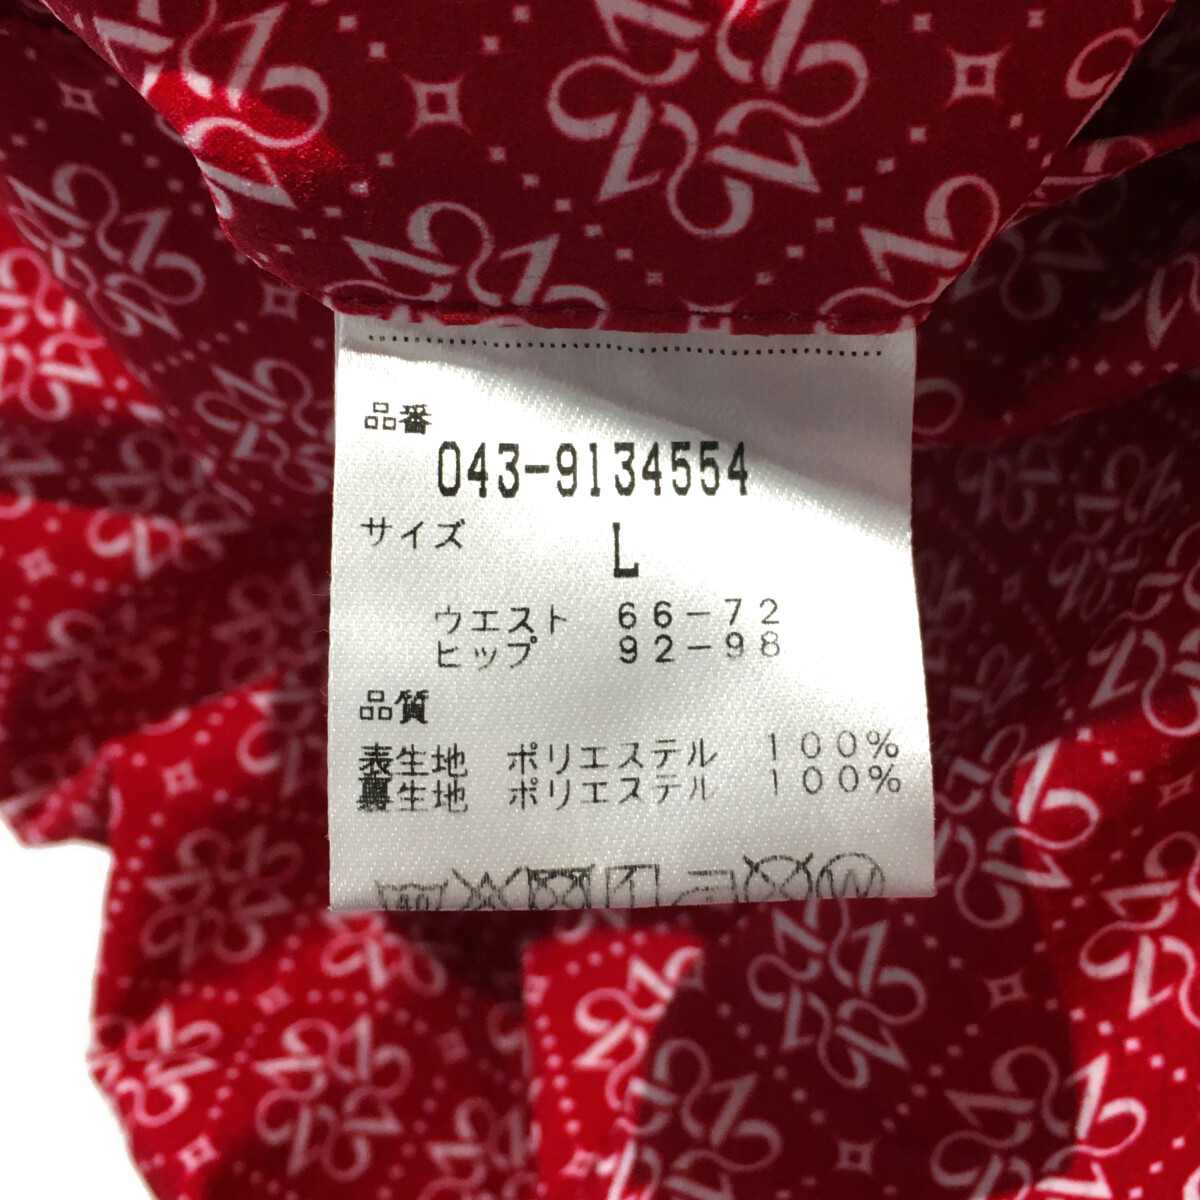 品番
043-9134554
サイズ
L
ウエスト 66-72
ヒップ 92-98
品質
表生地 ポリエステル 100%
裏生地 ポリエステル 100%
40
W